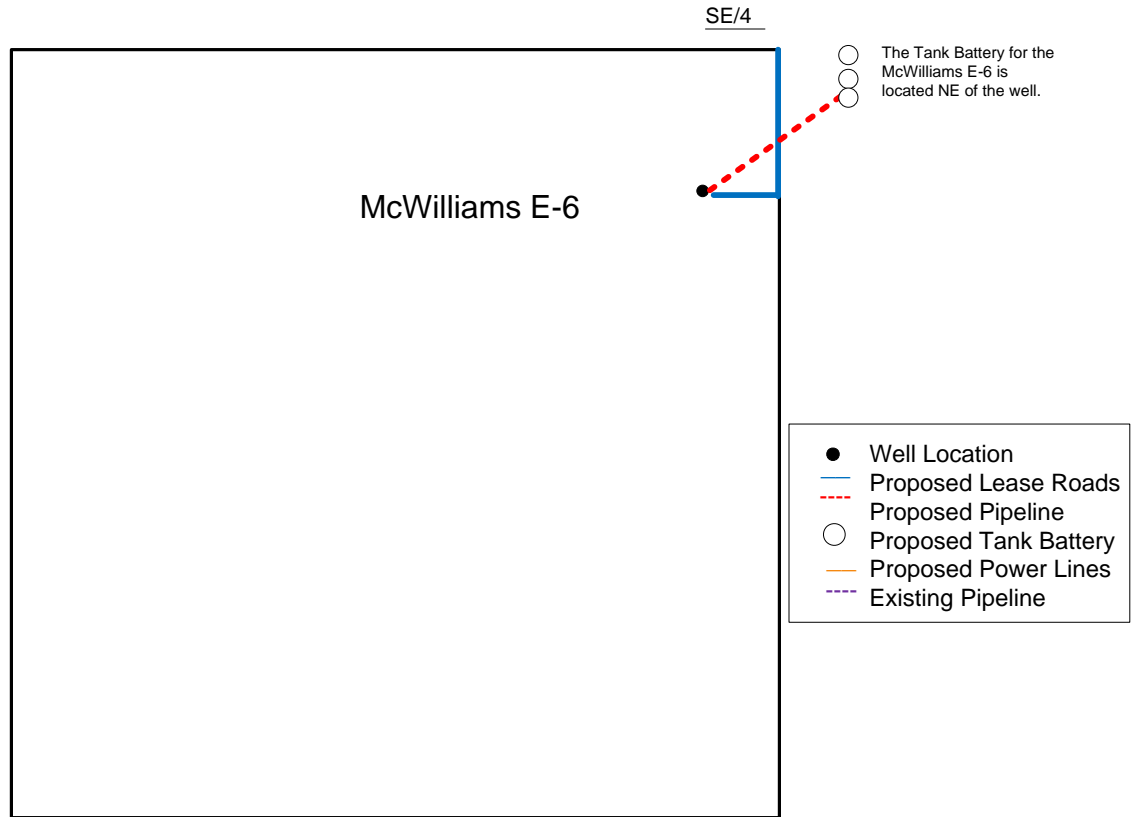 SE/4
The Tank Battery for the
McWilliams E-6 is
located NE of the well.
McWilliams E-6
Well Location
Proposed Lease Roads
Proposed Pipeline
Proposed Tank Battery
Proposed Power Lines
Existing Pipeline